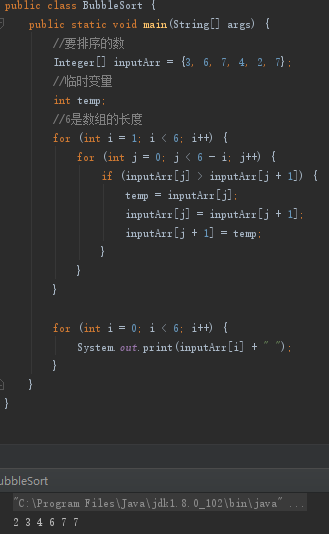 public class BubbleSort {
public static void main(String[] args) {
//要排序的数
Integer[] inputArr = {3, 6, 7, 4, 2, 7};
//临时变量
int temp;
//6是数组的长度
for (int i = 1; i < 6; i++) {
for (int j = 0; j < 6 - i; j++) {
if (inputArr[j] > inputArr[j + 1]) {
temp = inputArr[j];
inputArr[j] = inputArr[j + 1];
inputArr[j + 1] = temp;
}
}
}
for (int i = 0; i < 6; i++) {
System.out.print(inputArr[i] + " ");
}
}
}
ubbleSort
"C:\Program Files\Java\jdk1.8.0_102\bin\java" ...
2 3 4 6 7 7